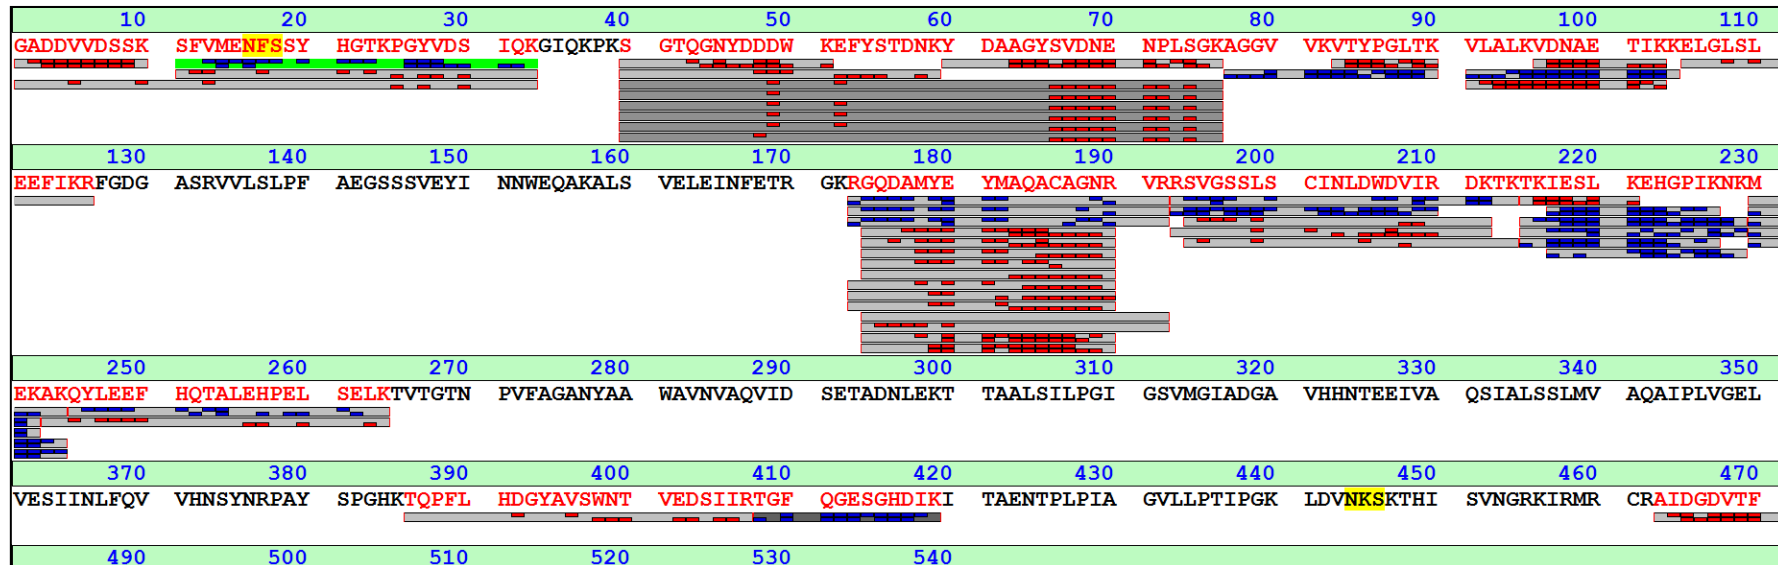 10 20 30 40 50 60 70 80 90 100 110
GADDVVDSSK SFVMENFSSY HGTKPGYVDS IQKGIQKPKS GTQGNYDDDW KEFYSTDNKY DAAGYSVDNE NPLSGKAGGV VKVTYPGLTK VLALKVDNAE TIKKELGLSL
130 140 150 160 170 180 190 200 210 220 230
EEFIKRFGDG ASRVVLSLPF AEGSSSVEYI NNWEQAKALS VELEINFETR GKRGQDAMYE YMAQACAGNR VRRSVGSSLS CINLDWDVIR DKTKTKIESL KEHGPIKNKM
250 260 270 280 290 300 310 320 330 340 350
EKAKQYLEEF HQTALEHPEL SELKTVTGTN PVFAGANYAA WAVNVAQVID SETADNLEKT TAALSILPGI GSVMGIADGA VHHNTEEIVA QSIALSSLMV AQAIPLVGEL
370 380 390 400 410 420 430 440 450 460 470
VESIINLFQV VHNSYNRPAY SPGHKTQPFL HDGYAVSWNT VEDSIIRTGF QGESGHDIKI TAENTPLPIA GVLLPTIPGK LDVNKSKTHI SVNGRKIRMR CRAIDGDVTF
490 500 510 520 530 540